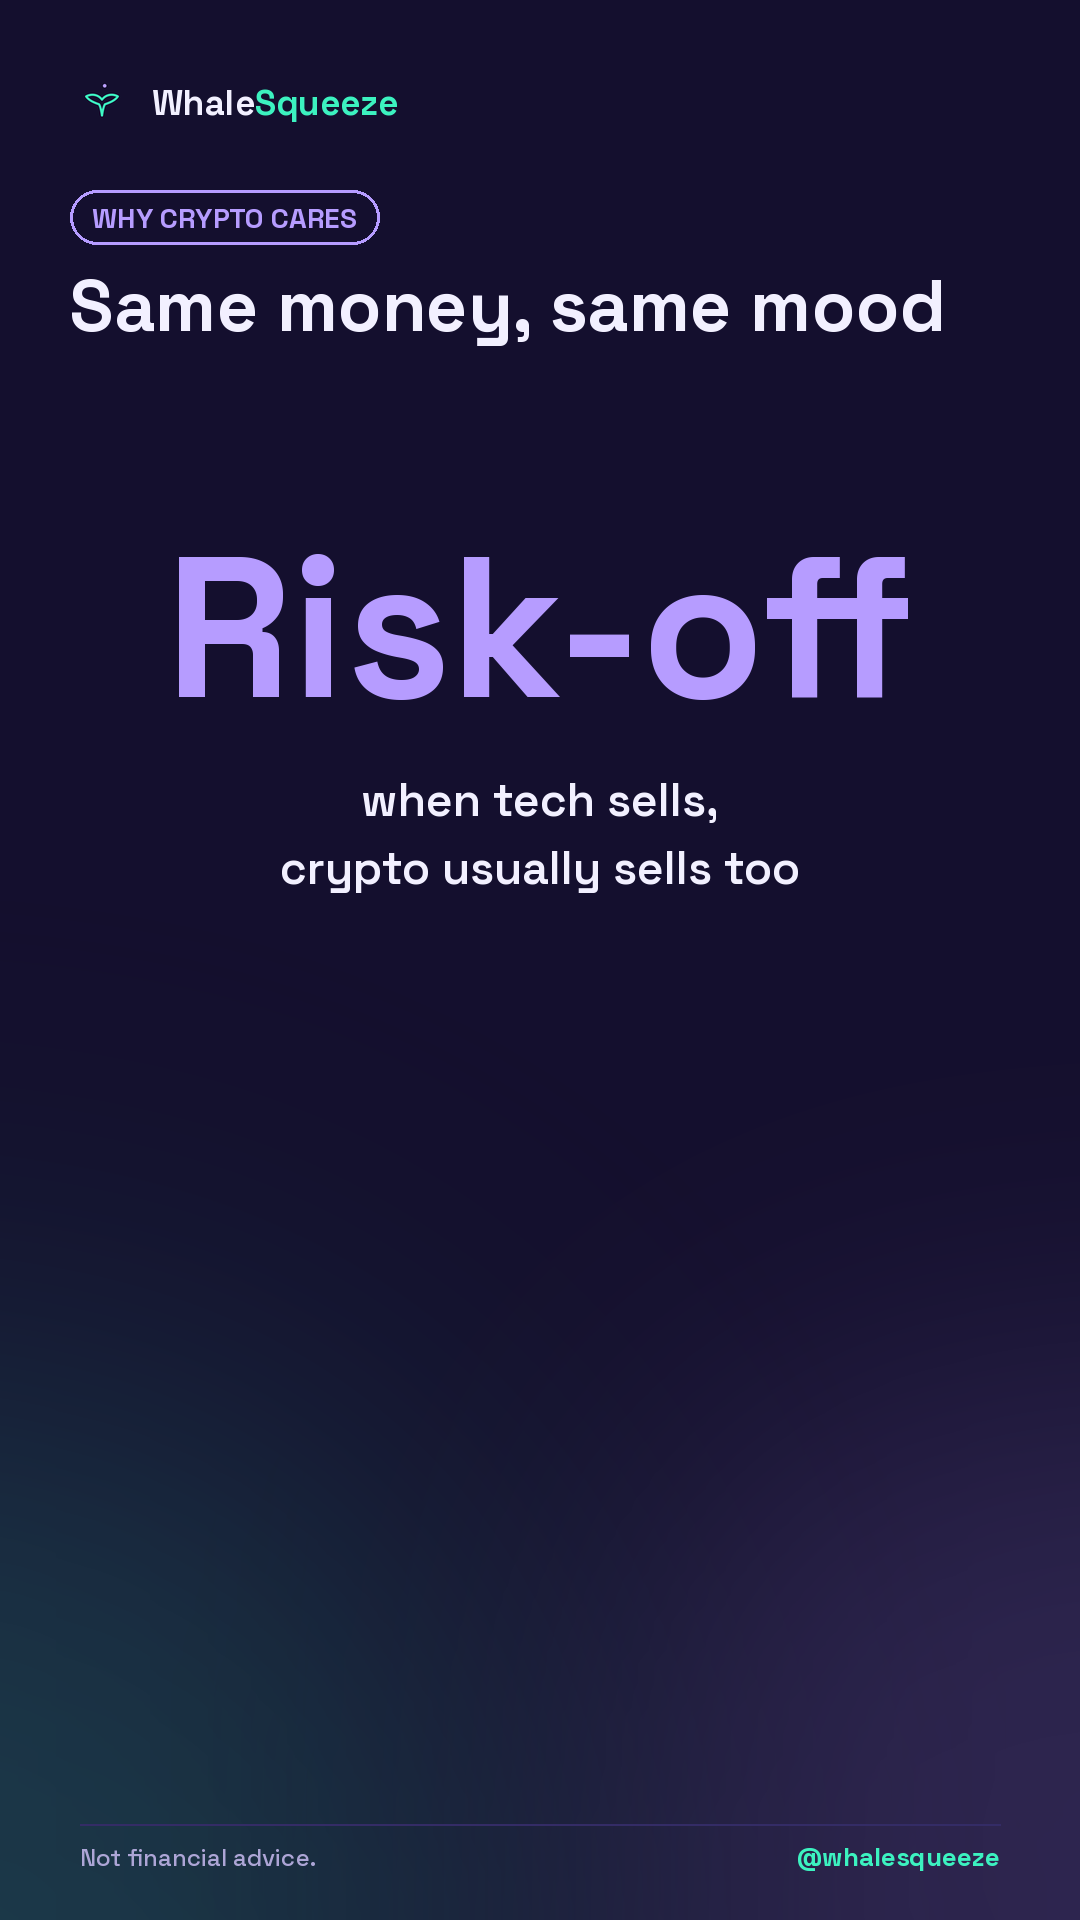 WhaleSqueeze
WHY CRYPTO CARES
Same money, same mood
Risk-off
when tech sells,
crypto usually sells too
Not financial advice.
@whalesqueeze